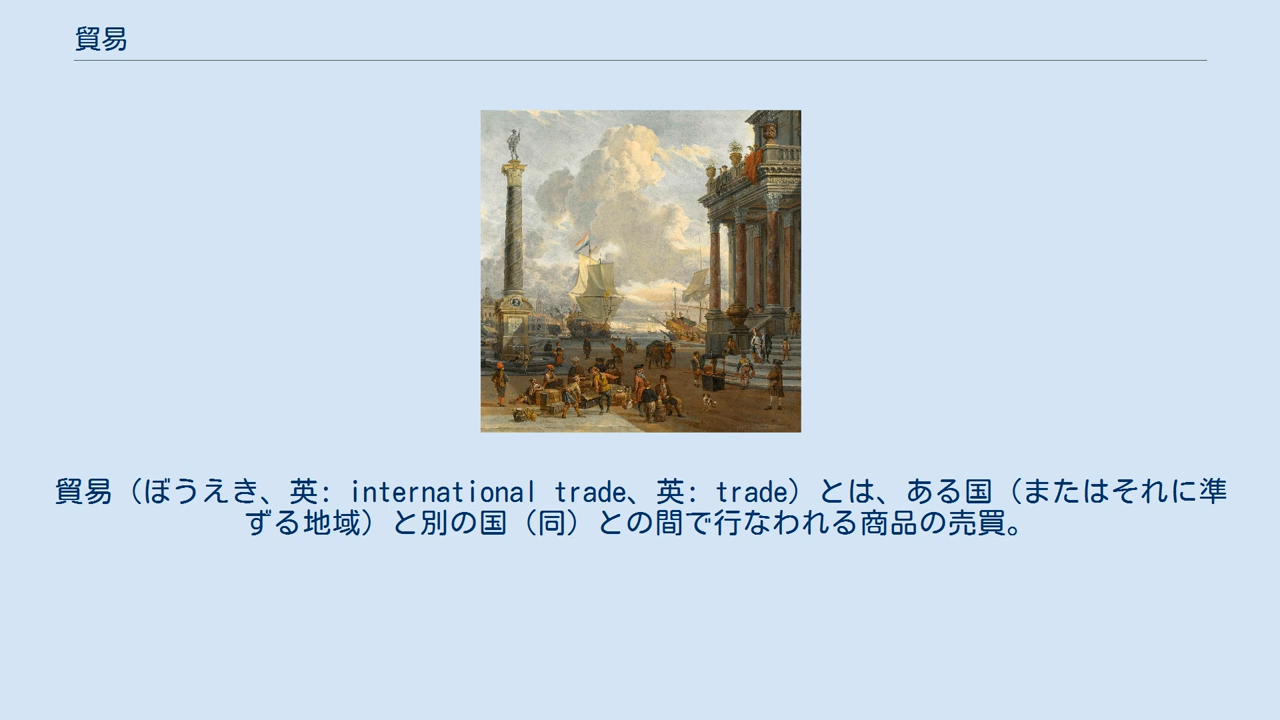 貿易
貿易（ぼうえき、英: international trade、英: trade）とは、ある国（またはそれに準
ずる地域）と別の国（同）との間で行なわれる商品の売買。